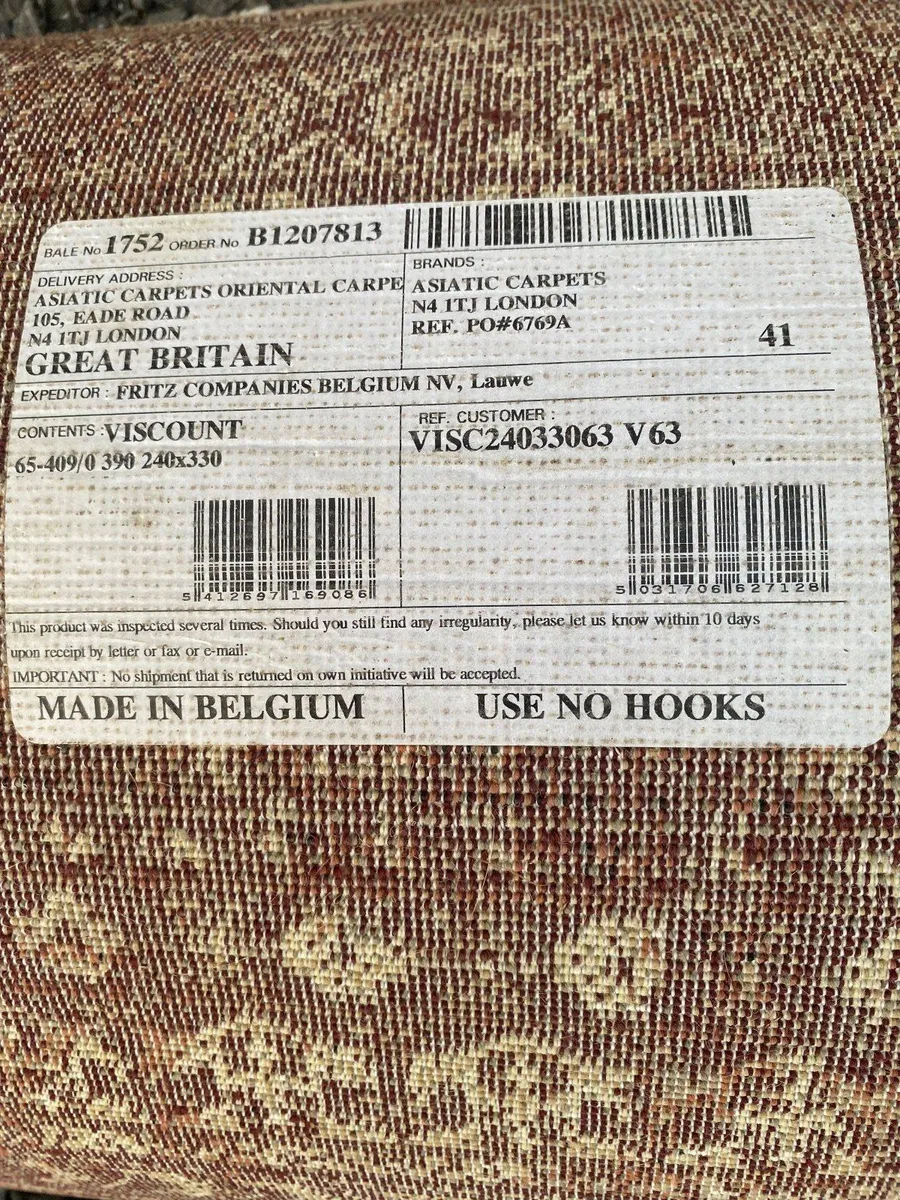 BALE No 1752 ORDER No B1207813
DELIVERY ADDRESS :
ASIATIC CARPETS ORIENTAL CARPE
105, EADE ROAD
N4 1TJ LONDON
GREAT BRITAIN
BRANDS :
ASIATIC CARPETS
N4 1TJ LONDON
REF. PO#6769A
41
EXPEDITOR : FRITZ COMPANIES BELGIUM NV, Lauwe
CONTENTS :VISCOUNT
65-409/0 390 240x330
REF. CUSTOMER :
VISC24033063 V63
5 412697 169086
5 031706 627128
This product was inspected several times. Should you still find any irregularity, please let us know within 10 days
upon receipt by letter or fax or e-mail.
IMPORTANT : No shipment that is returned on own initiative will be accepted.
MADE IN BELGIUM
USE NO HOOKS